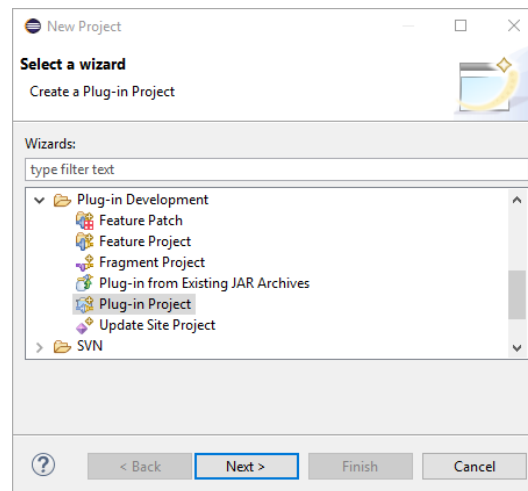 New Project
Select a wizard
Create a Plug-in Project
Wizards:
type filter text
Plug-in Development
Feature Patch
Feature Project
Fragment Project
Plug-in from Existing JAR Archives
Plug-in Project
Update Site Project
SVN
?
< Back Next > Finish Cancel